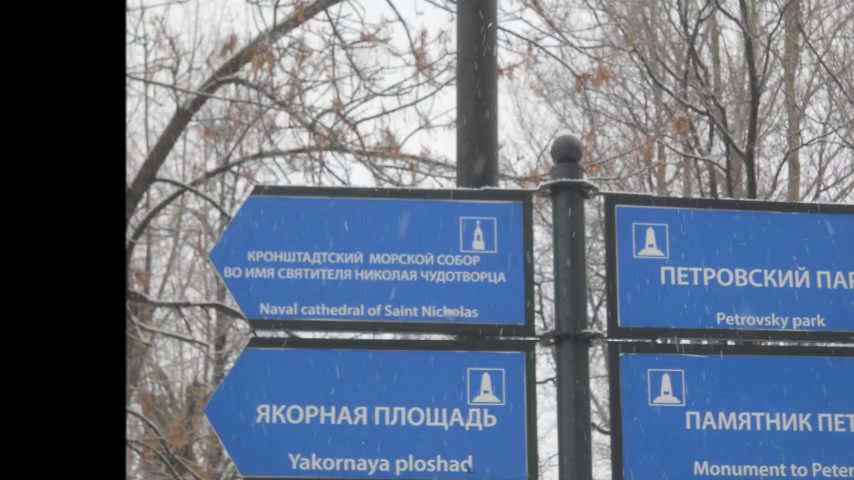 КРОНШТАДТСКИЙ МОРСКОЙ СОБОР
ВО ИМЯ СВЯТИТЕЛЯ НИКОЛАЯ ЧУДОТВОРЦА
Naval cathedral of Saint Nicholas
ЯКОРНАЯ ПЛОЩАДЬ
Yakornaya ploshad
ПЕТРОВСКИЙ ПАР
Petrovsky park
ПАМЯТНИК ПЕТ
Monument to Peter